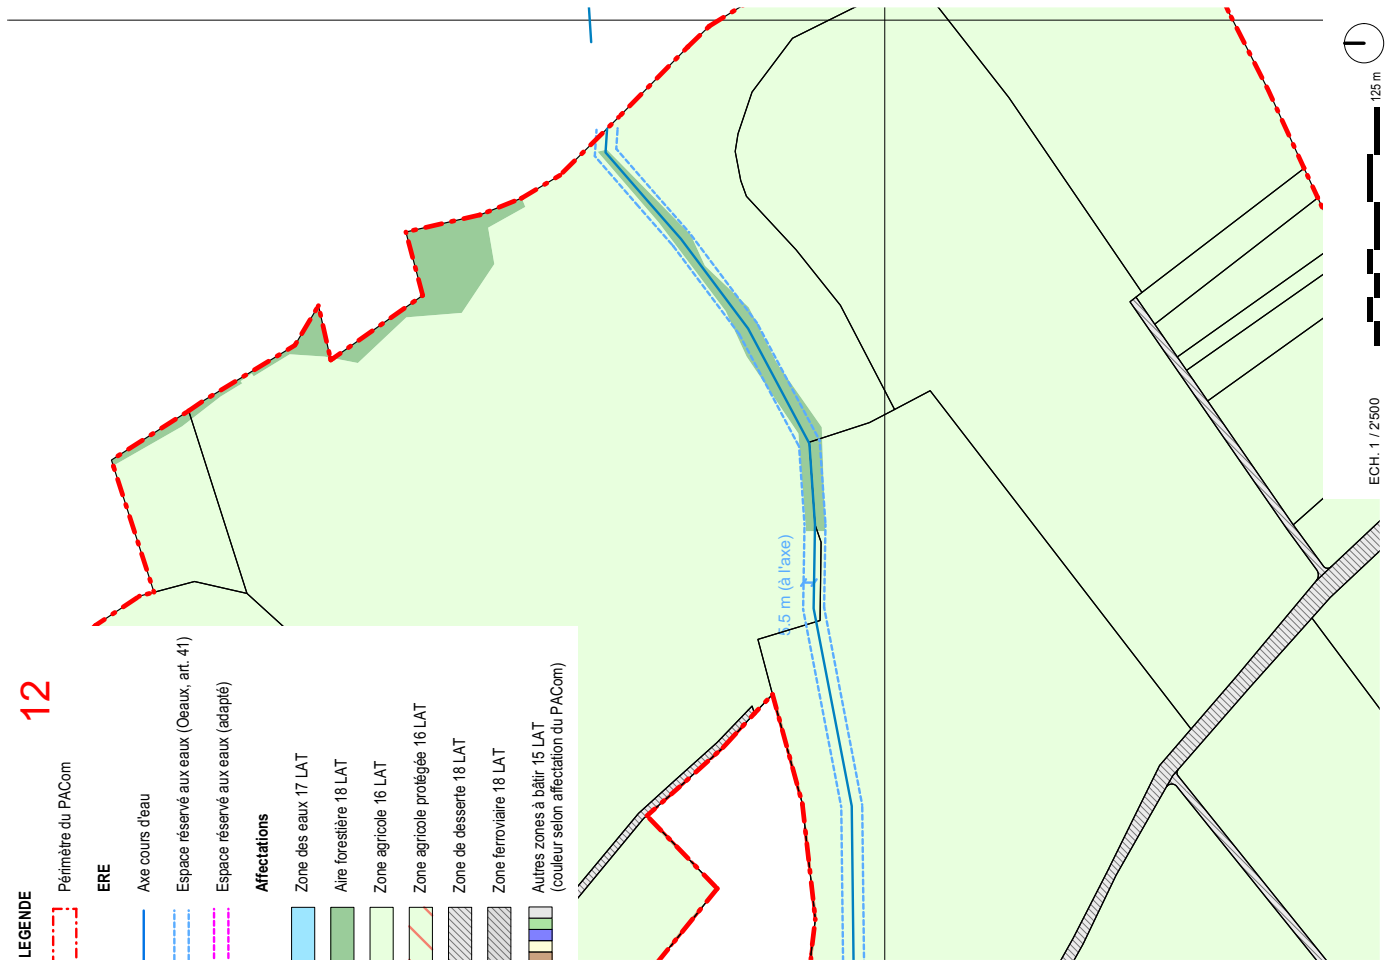 12
LEGENDE
Périmètre du PACom
ERE
Axe cours d'eau
Espace réservé aux eaux (Oeaux, art. 41)
Espace réservé aux eaux (adapté)
Affectations
Zone des eaux 17 LAT
Aire forestière 18 LAT
Zone agricole 16 LAT
Zone agricole protégée 16 LAT
Zone de desserte 18 LAT
Zone ferroviaire 18 LAT
Autres zones à bâtir 15 LAT
(couleur selon affectation du PACom)
5.5 m (à l'axe)
ECH. 1 / 2'500
125 m